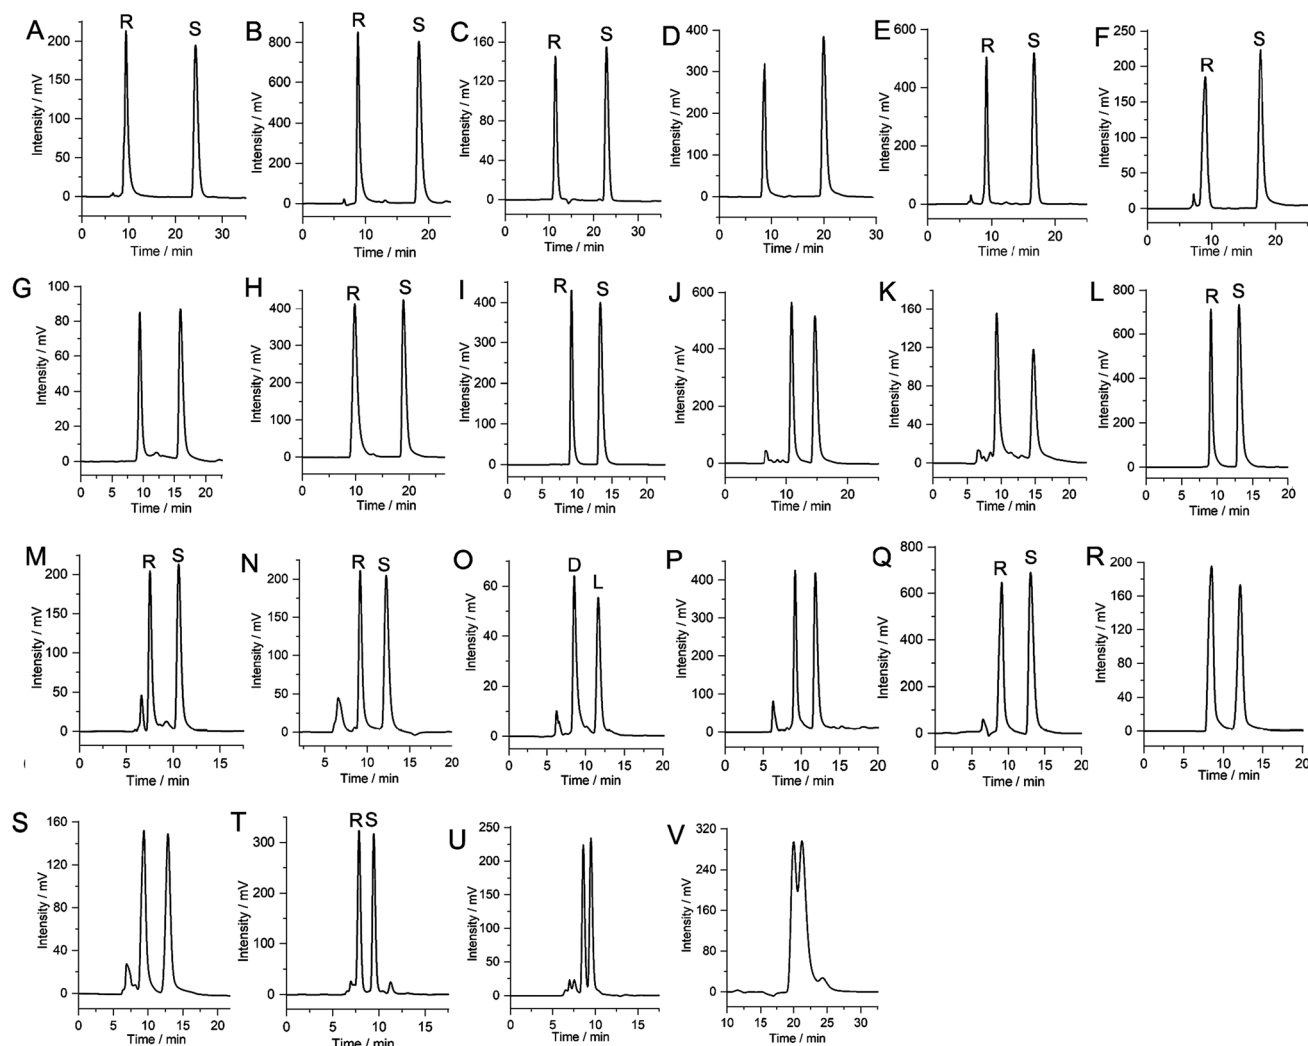 A
R S
200
150
100
50
0
Intensity / mV
0 10 20 30
Time / min
B
R S
800
600
400
200
0
Intensity / mV
0 10 20
Time / min
C
R S
160
120
80
40
0
Intensity / mV
0 10 20 30
Time / min
D
400
300
200
100
0
Intensity / mV
0 10 20 30
Time / min
E
R S
600
400
200
0
Intensity / mV
0 10 20
Time / min
F
R S
250
200
150
100
50
0
Intensity / mV
0 10 20
Time / min
G
100
80
60
40
20
0
Intensity / mV
0 5 10 15 20
Time / min
H
R S
400
300
200
100
0
Intensity / mV
0 10 20
Time / min
I
R S
400
300
200
100
0
Intensity / mV
0 5 10 15 20
Time / min
J
600
400
200
0
Intensity / mV
0 10 20
Time / min
K
160
120
80
40
0
Intensity / mV
0 5 10 15 20
Time / min
L
R S
800
700
600
400
200
0
Intensity / mV
0 5 10 15 20
Time / min
M
R S
200
150
100
50
0
Intensity / mV
0 5 10 15
Time / min
N
R S
200
150
100
50
0
Intensity / mV
0 5 10 15 20
Time / min
O
D L
60
40
20
0
Intensity / mV
0 5 10 15 20
Time / min
P
400
300
200
100
0
Intensity / mV
0 5 10 15 20
Time / min
Q
R S
800
600
400
200
0
Intensity / mV
0 5 10 15 20
Time / min
R
200
160
120
80
40
0
Intensity / mV
0 5 10 15 20
Time / min
S
160
120
80
40
0
Intensity / mV
0 5 10 15 20
Time / min
T
R S
300
200
100
0
Intensity / mV
0 5 10 15
Time / min
U
250
200
150
100
50
0
Intensity / mV
0 5 10 15
Time / min
V
320
240
160
80
0
Intensity / mV
10 15 20 25 30
Time / min